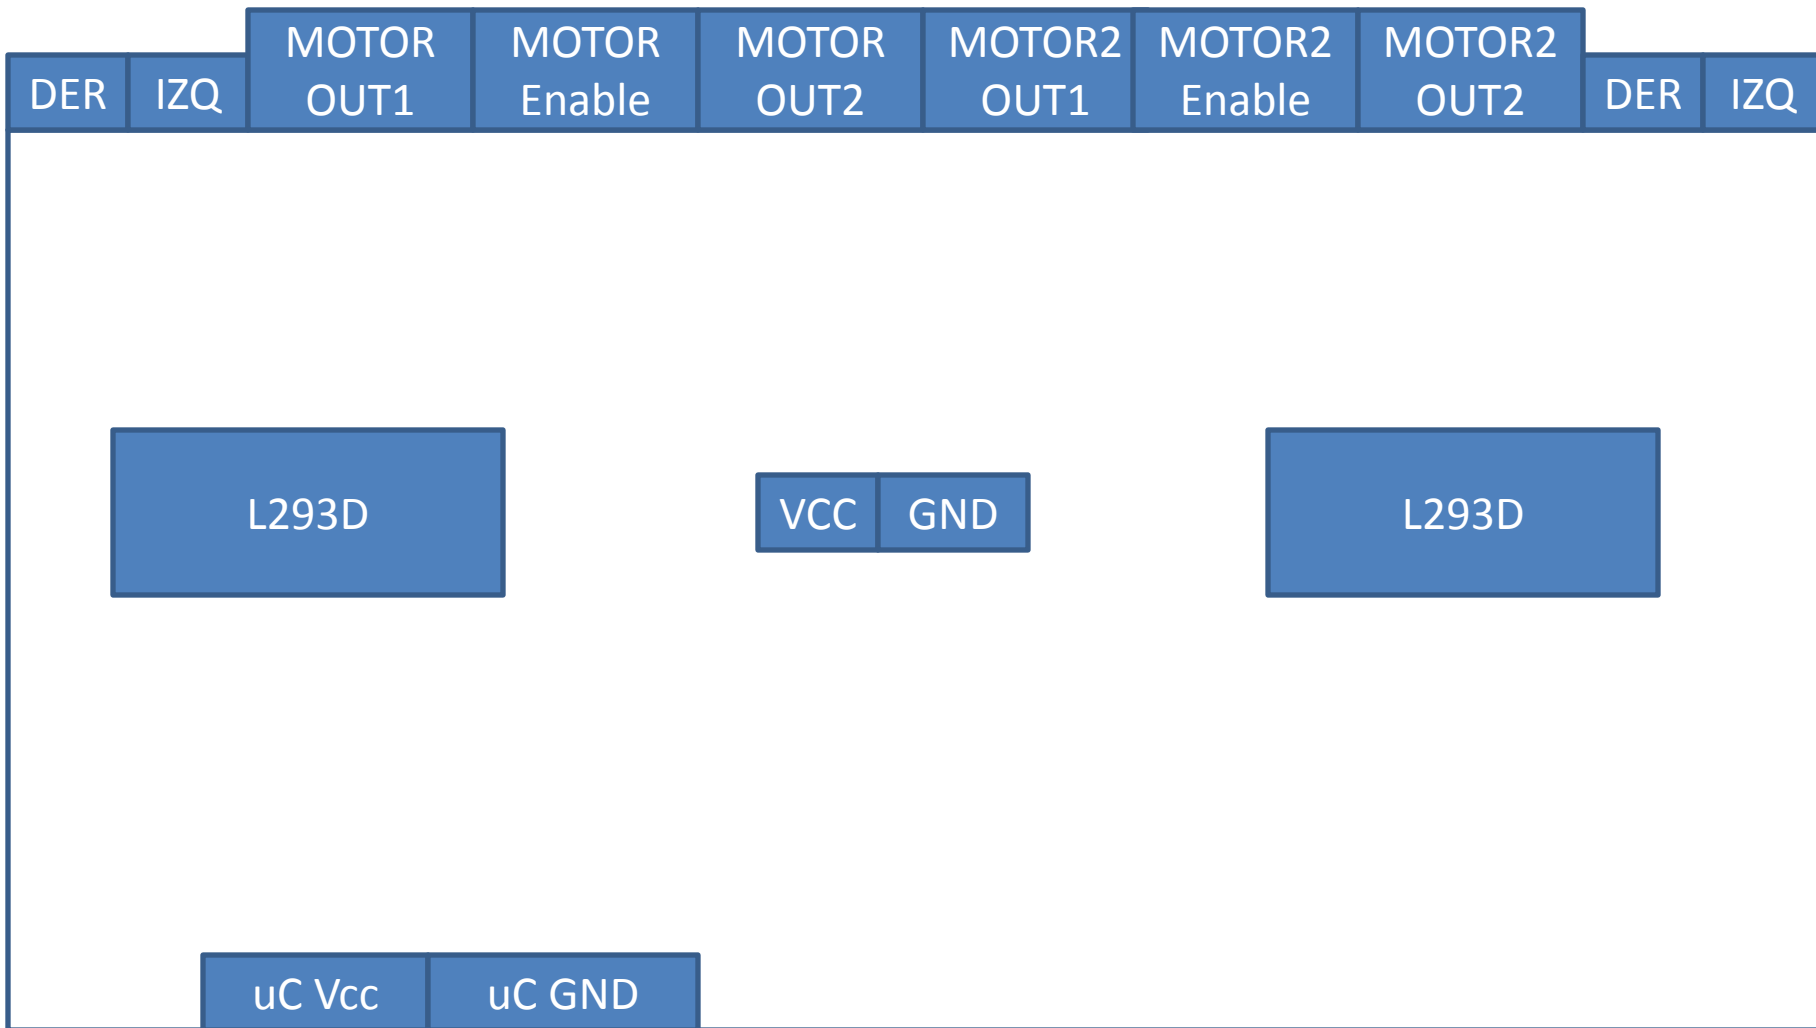 DER
IZQ
MOTOR
OUT1
MOTOR
Enable
MOTOR
OUT2
MOTOR2
OUT1
MOTOR2
Enable
MOTOR2
OUT2
DER
IZQ
L293D
VCC
GND
L293D
uC Vcc
uC GND